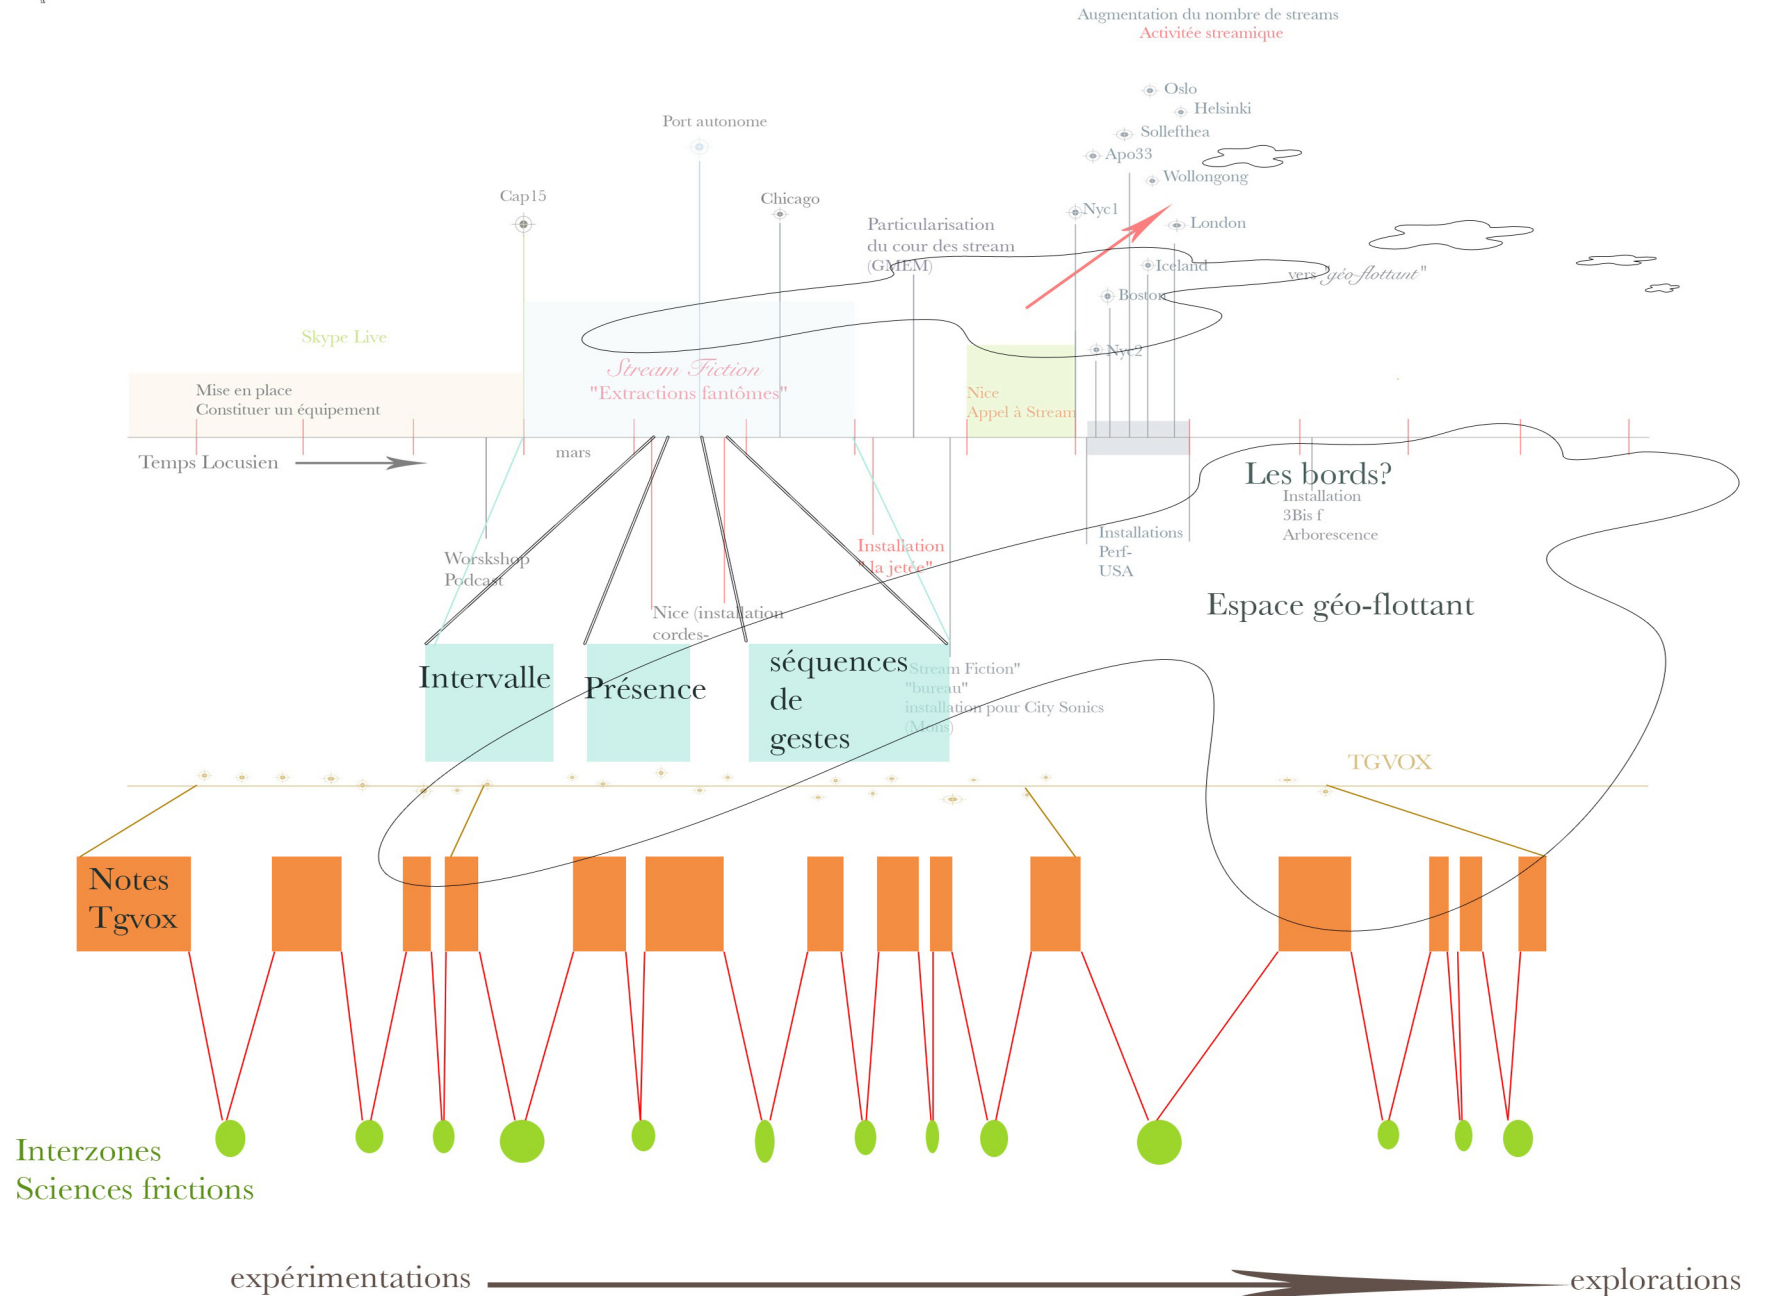 Augmentation du nombre de streams
Activitée streamique
Oslo
Helsinki
Sollefthea
Apo33
Wollongong
Port autonome
Cap15
Chicago
Nyc1
London
Particularisation
du cour des stream
(GMEM)
Iceland
vers "géo-flottant"
Boston
Nyc2
Skype Live
Stream Fiction
"Extractions fantômes"
Mise en place
Constituer un équipement
Nice
Appel à Stream
Temps Locusien
mars
Les bords?
Installation
3Bis f
Arborescence
Worskshop
Podcast
Installation
" la jetée"
Installations
Perf-
USA
Nice (installation
cordes-
Espace géo-flottant
Intervalle
Présence
séquences
de
gestes
"Stream Fiction"
"bureau"
installation pour City Sonics
(Mons)
TGVOX
Notes
Tgvox
Interzones
Sciences frictions
expérimentations
explorations